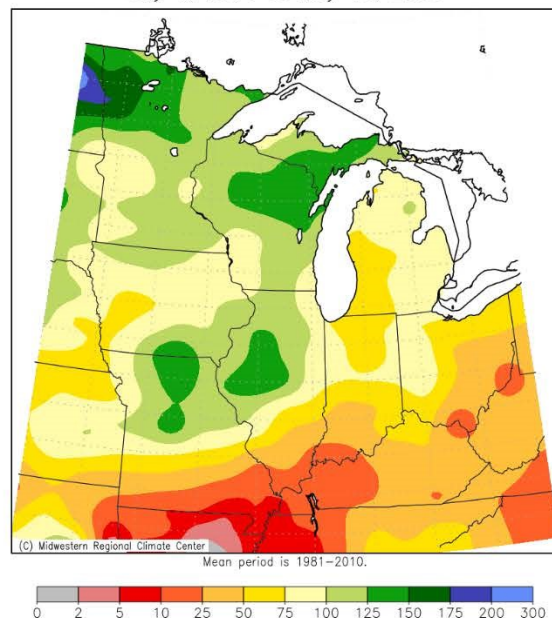 (C) Midwestern Regional Climate Center
Mean period is 1981-2010.
0 2 5 10 25 50 75 100 125 150 175 200 300